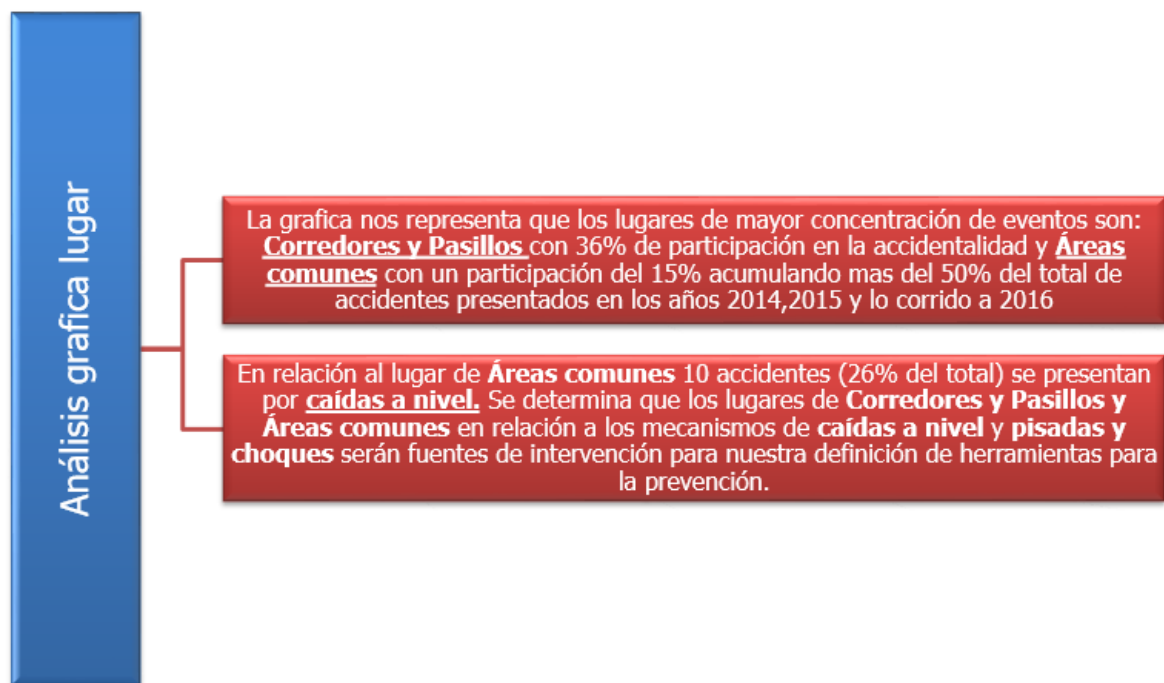 Análisis grafica lugar
La grafica nos representa que los lugares de mayor concentración de eventos son:
Corredores y Pasillos con 36% de participación en la accidentalidad y Áreas
comunes con un participación del 15% acumulando mas del 50% del total de
accidentes presentados en los años 2014,2015 y lo corrido a 2016
En relación al lugar de Áreas comunes 10 accidentes (26% del total) se presentan
por caídas a nivel. Se determina que los lugares de Corredores y Pasillos y
Áreas comunes en relación a los mecanismos de caídas a nivel y pisadas y
choques serán fuentes de intervención para nuestra definición de herramientas para
la prevención.